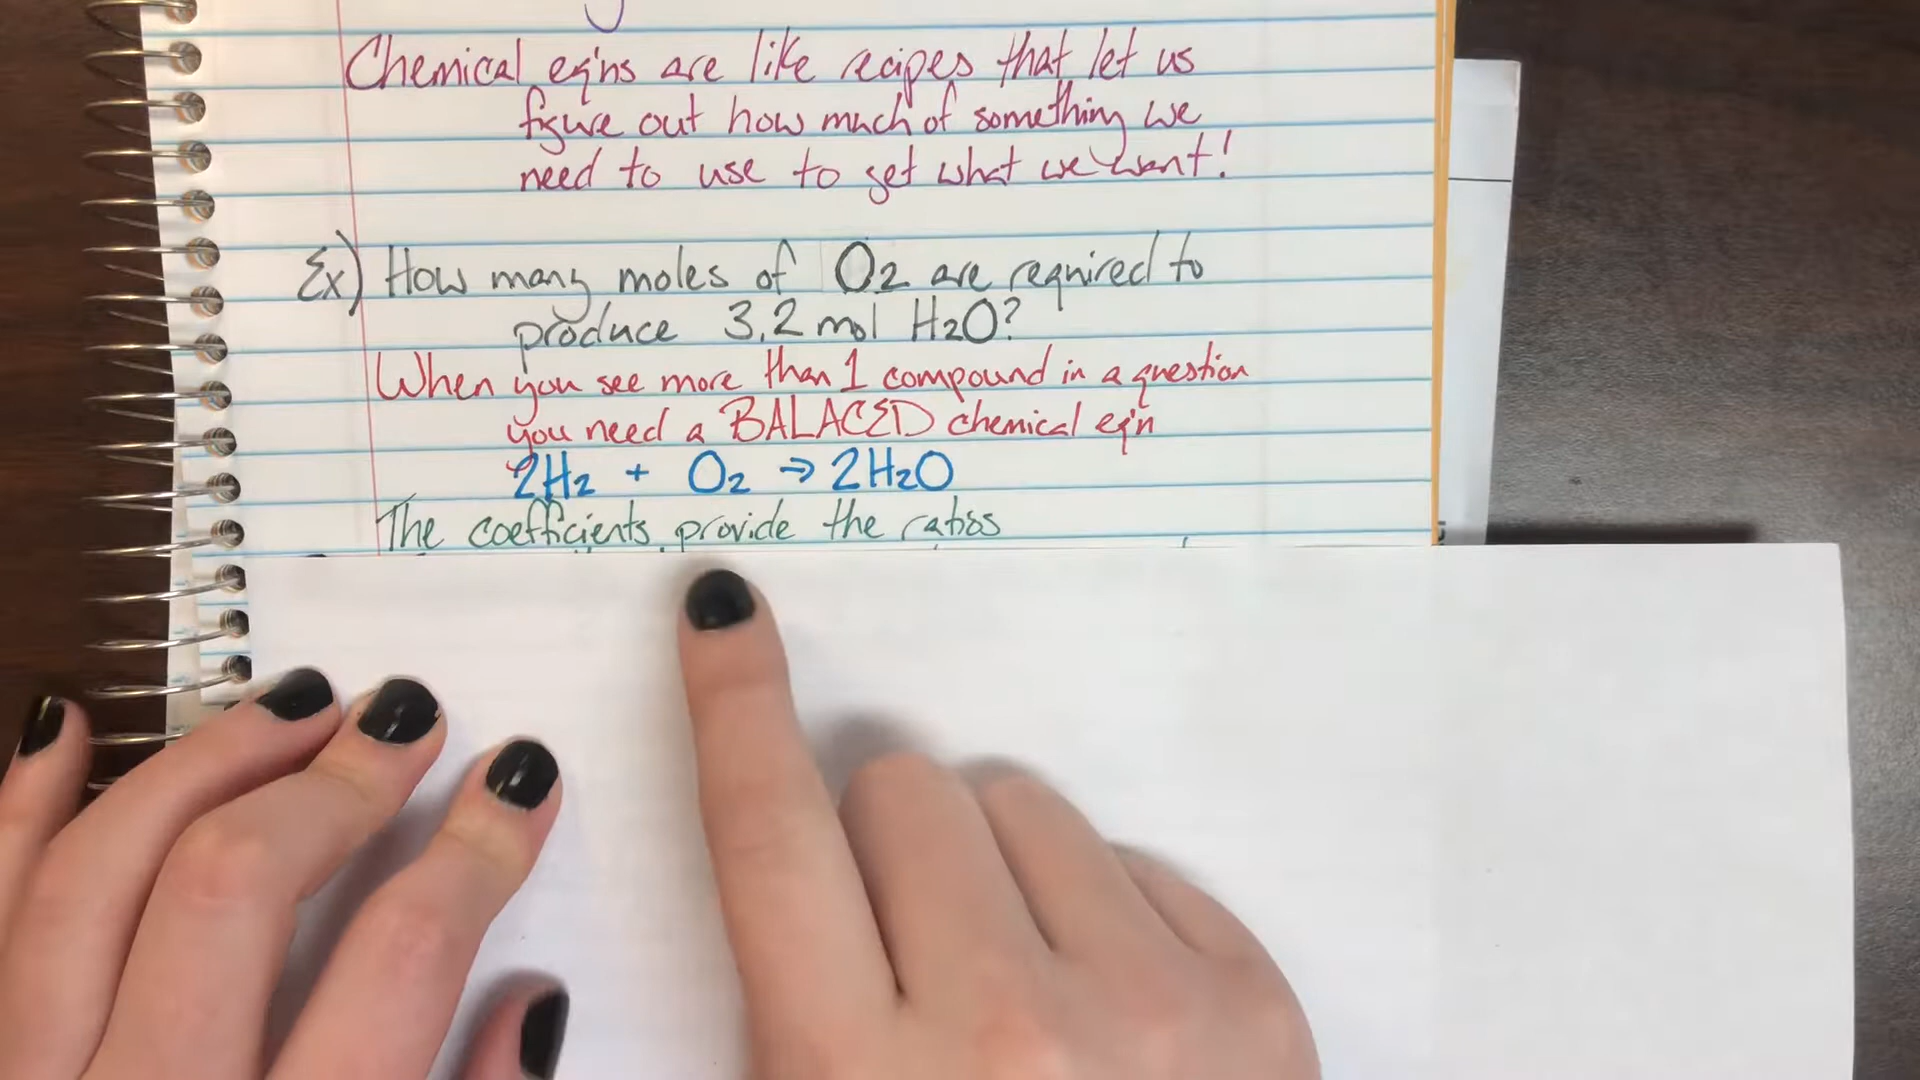 Chemical eq'ns are like recipes that let us
figure out how much of something we
need to use to get what we want!
Ex) How many moles of O2 are required to
produce 3.2 mol H2O?
When you see more than 1 compound in a question
you need a BALACED chemical eq'n
2H2 + O2 → 2H2O
The coefficients provide the ratios